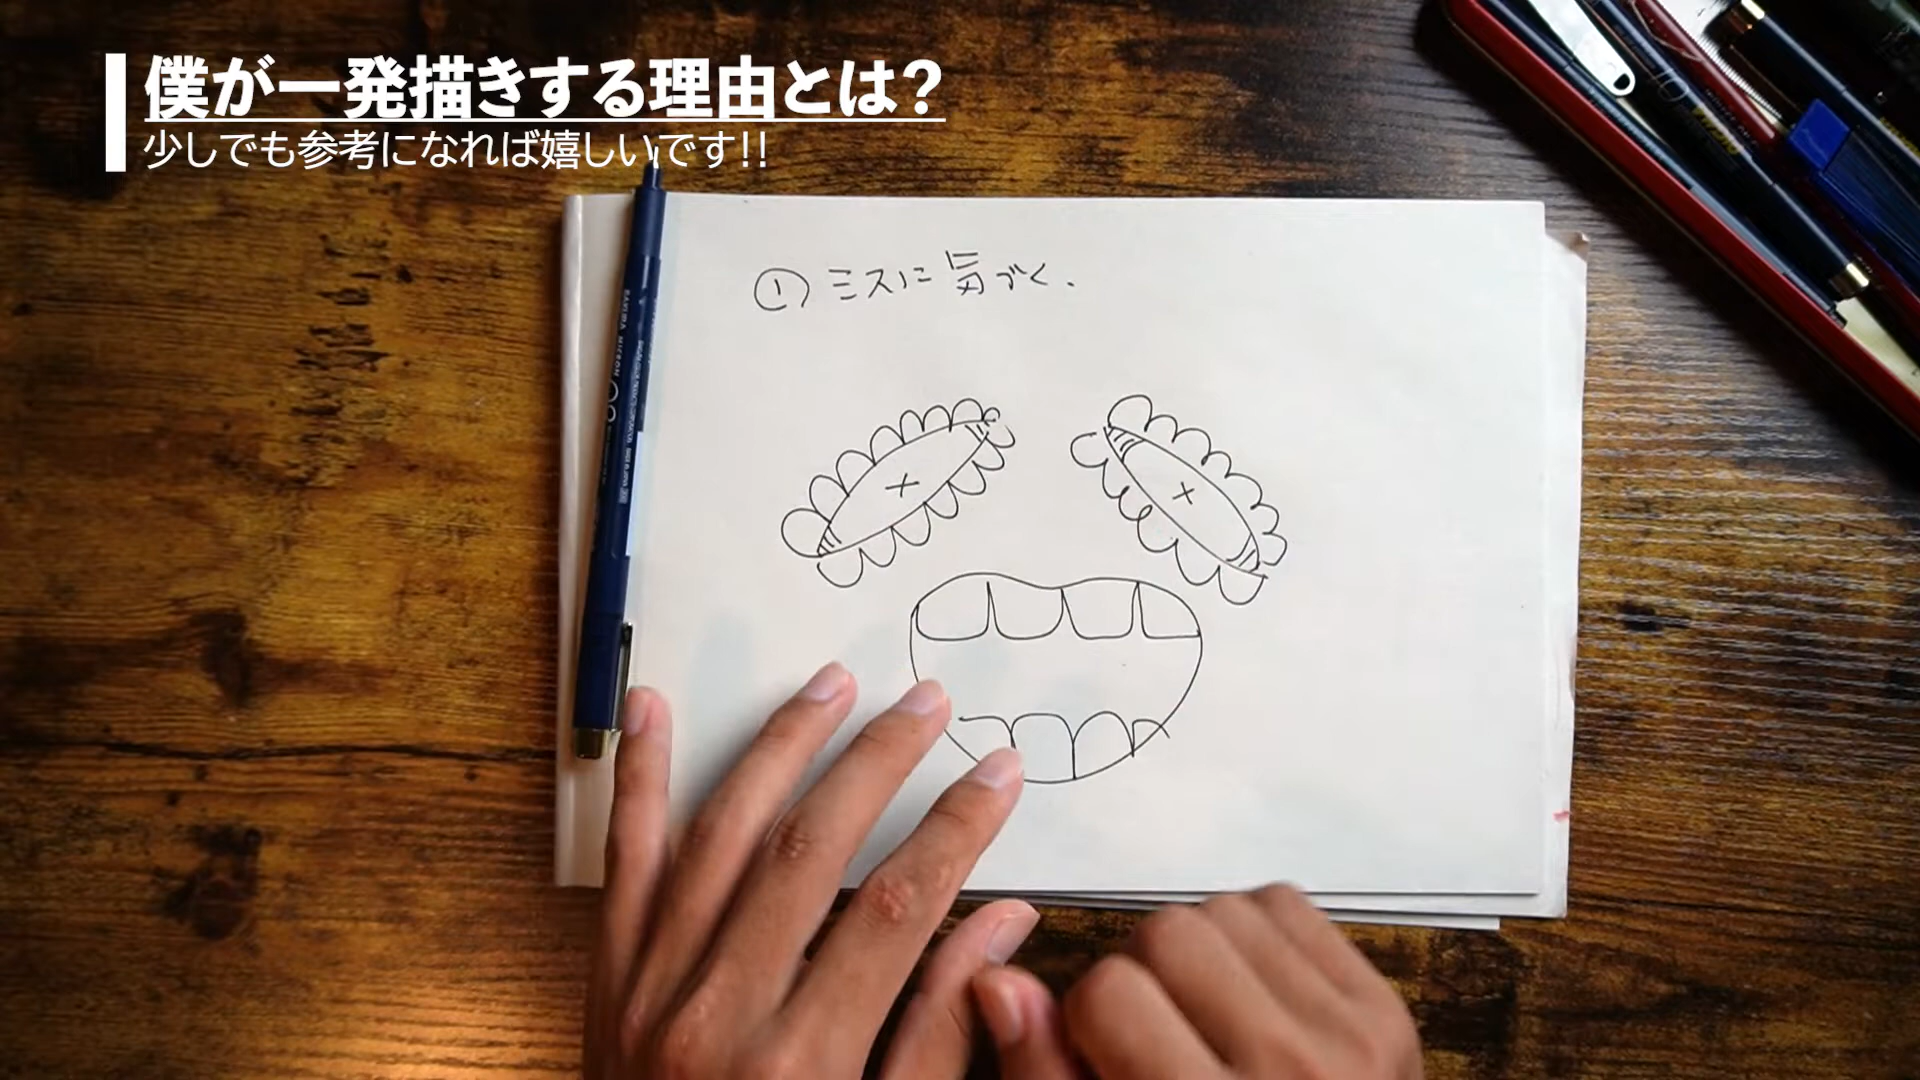 僕が一発描きする理由とは?
少しでも参考になれば嬉しいです!!
① ミスに気づく.